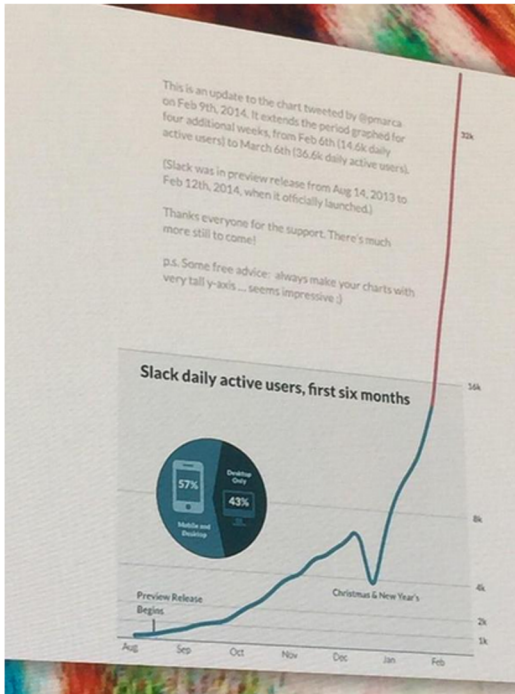 This is an update to the chart tweeted by @pmarca
on Feb 9th, 2014. It extends the period graphed for
four additional weeks, from Feb 6th (14.6k daily
active users) to March 6th (36.6k daily active users).
(Slack was in preview release from Aug 14, 2013 to
Feb 12th, 2014, when it officially launched.)
Thanks everyone for the support. There's much
more still to come!
p.s. Some free advice: always make your charts with
very tall y-axis ... seems impressive :)
32k
Slack daily active users, first six months
16k
57%
Mobile and
Desktop
Desktop
Only
43%
8k
Christmas & New Year's
4k
Preview Release
Begins
2k
1k
Aug
Sep
Oct
Nov
Dec
Jan
Feb